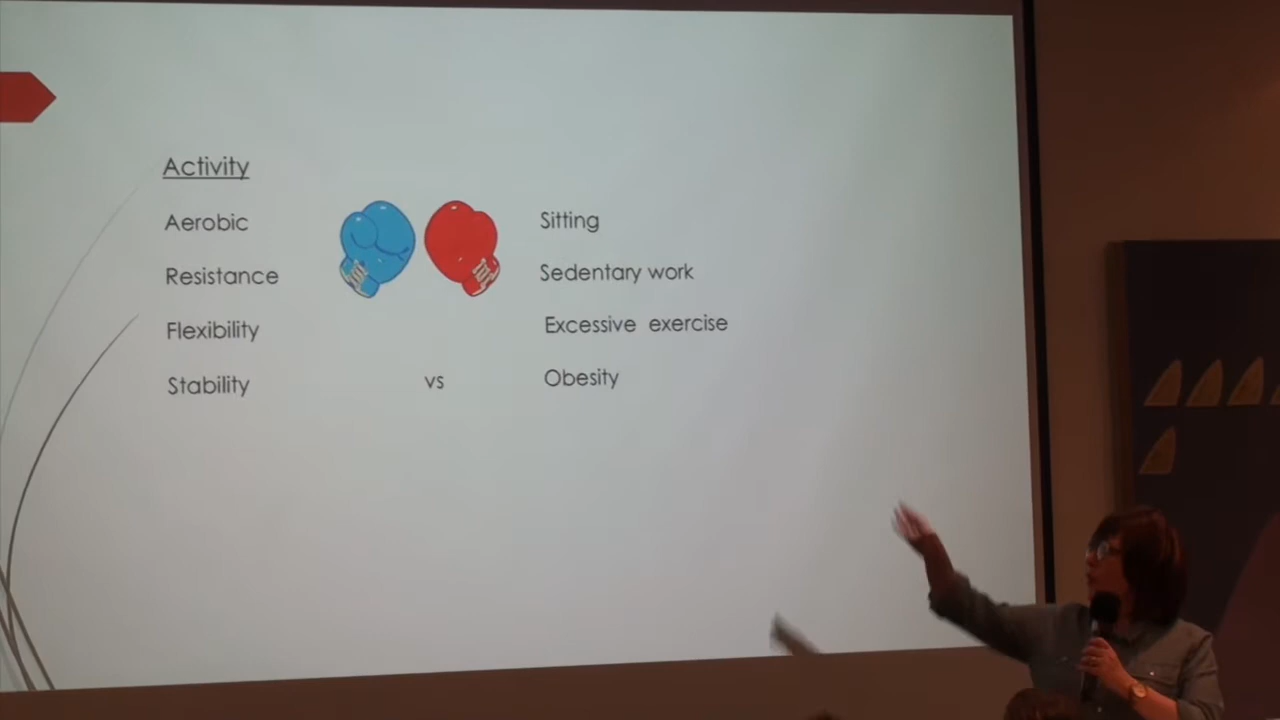 Activity
Aerobic
Resistance
Flexibility
Stability
vs
Sitting
Sedentary work
Excessive exercise
Obesity